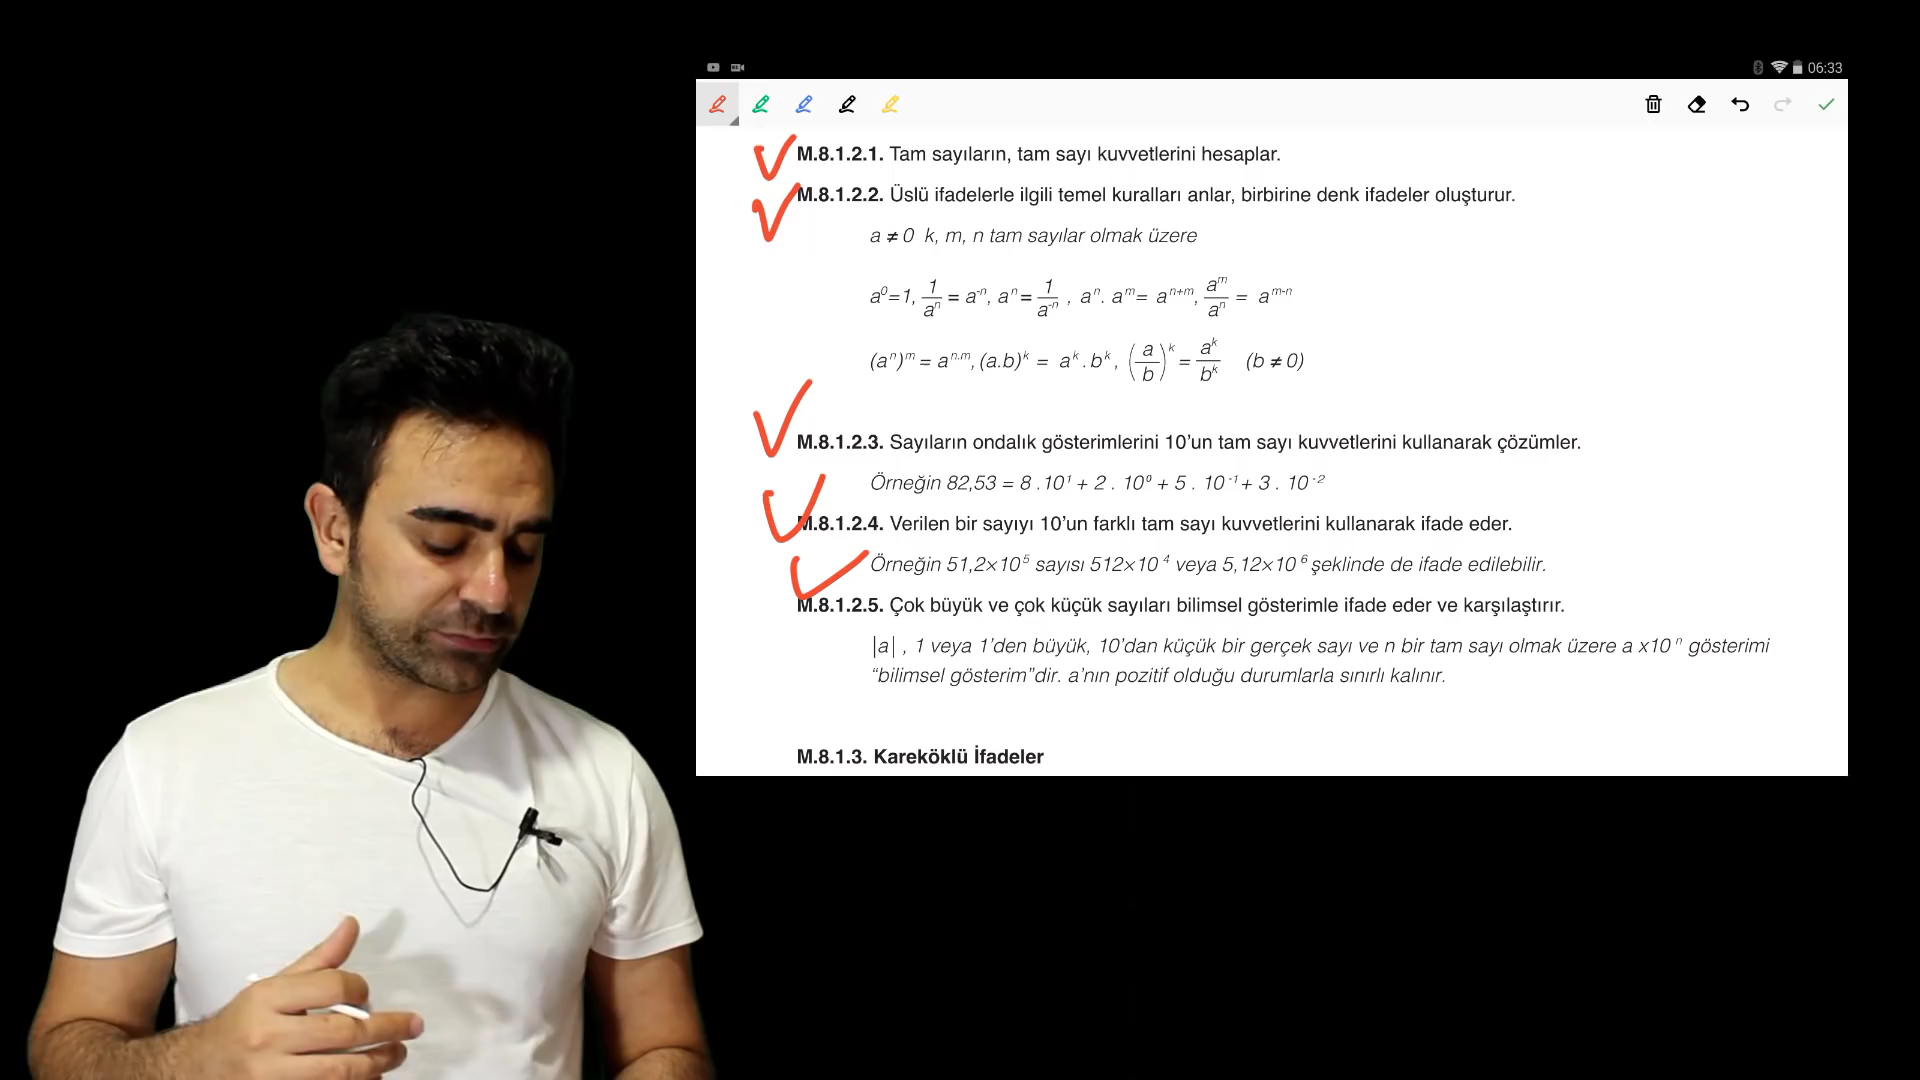 06:33
M.8.1.2.1. Tam sayıların, tam sayı kuvvetlerini hesaplar.
M.8.1.2.2. Üslü ifadelerle ilgili temel kuralları anlar, birbirine denk ifadeler oluşturur.
a ≠ 0 k, m, n tam sayılar olmak üzere
a⁰=1, 1/aⁿ = a⁻ⁿ, aⁿ = 1/a⁻ⁿ , aⁿ. aᵐ= aⁿ⁺ᵐ, aᵐ/aⁿ = aᵐ⁻ⁿ
(aⁿ)ᵐ = aⁿ·ᵐ, (a.b)ᵏ = aᵏ . bᵏ , (a/b)ᵏ = aᵏ/bᵏ (b ≠ 0)
M.8.1.2.3. Sayıların ondalık gösterimlerini 10’un tam sayı kuvvetlerini kullanarak çözümler.
Örneğin 82,53 = 8 .10¹ + 2 . 10⁰ + 5 . 10⁻¹ + 3 . 10⁻²
M.8.1.2.4. Verilen bir sayıyı 10’un farklı tam sayı kuvvetlerini kullanarak ifade eder.
Örneğin 51,2×10⁵ sayısı 512×10⁴ veya 5,12×10⁶ şeklinde de ifade edilebilir.
M.8.1.2.5. Çok büyük ve çok küçük sayıları bilimsel gösterimle ifade eder ve karşılaştırır.
|a| , 1 veya 1’den büyük, 10’dan küçük bir gerçek sayı ve n bir tam sayı olmak üzere a x10ⁿ gösterimi
“bilimsel gösterim”dir. a’nın pozitif olduğu durumlarla sınırlı kalınır.
M.8.1.3. Kareköklü İfadeler